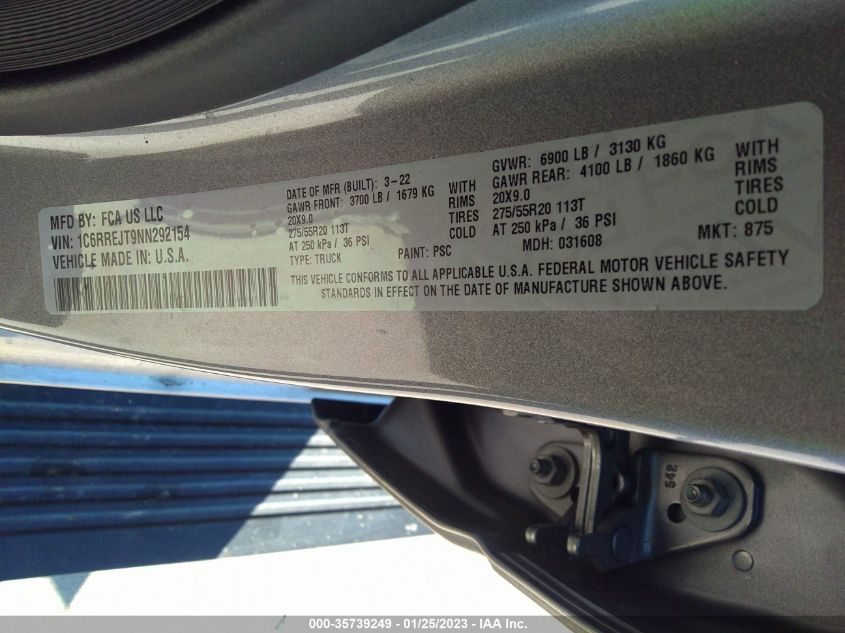 MFD BY: FCA US LLC
VIN: 1C6RREJT9NN292154
VEHICLE MADE IN: U.S.A.
DATE OF MFR (BUILT): 3-22
GAWR FRONT: 3700 LB / 1679 KG WITH
20X9.0 RIMS
275/55R20 113T TIRES
AT 250 kPa / 36 PSI COLD
TYPE: TRUCK
PAINT: PSC
GVWR: 6900 LB / 3130 KG
GAWR REAR: 4100 LB / 1860 KG WITH
20X9.0 RIMS
275/55R20 113T TIRES
AT 250 kPa / 36 PSI COLD
MDH: 031608
MKT: 875
THIS VEHICLE CONFORMS TO ALL APPLICABLE U.S.A. FEDERAL MOTOR VEHICLE SAFETY
STANDARDS IN EFFECT ON THE DATE OF MANUFACTURE SHOWN ABOVE.
542
000-35739249 - 01/25/2023 - IAA Inc.